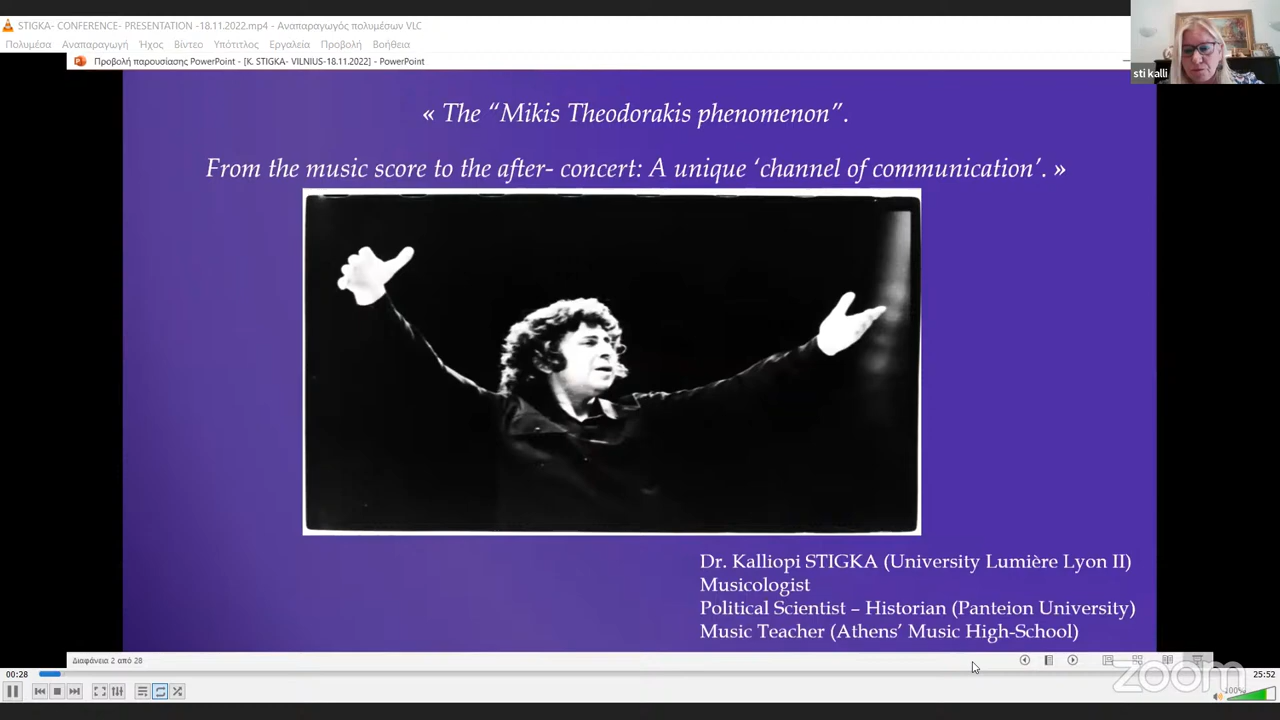 STIGKA- CONFERENCE- PRESENTATION -18.11.2022.mp4 - Αναπαραγωγός πολυμέσων VLC
Πολυμέσα Αναπαραγωγή Ήχος Βίντεο Υπότιτλος Εργαλεία Προβολή Βοήθεια
Προβολή παρουσίασης PowerPoint - [K. STIGKA- VILNIUS-18.11.2022] - PowerPoint
sti kalli
« The “Mikis Theodorakis phenomenon”.
From the music score to the after- concert: A unique ‘channel of communication’. »
Dr. Kalliopi STIGKA (University Lumière Lyon II)
Musicologist
Political Scientist – Historian (Panteion University)
Music Teacher (Athens’ Music High-School)
Διαφάνεια 2 από 28
00:28
25:52
zoom
100%